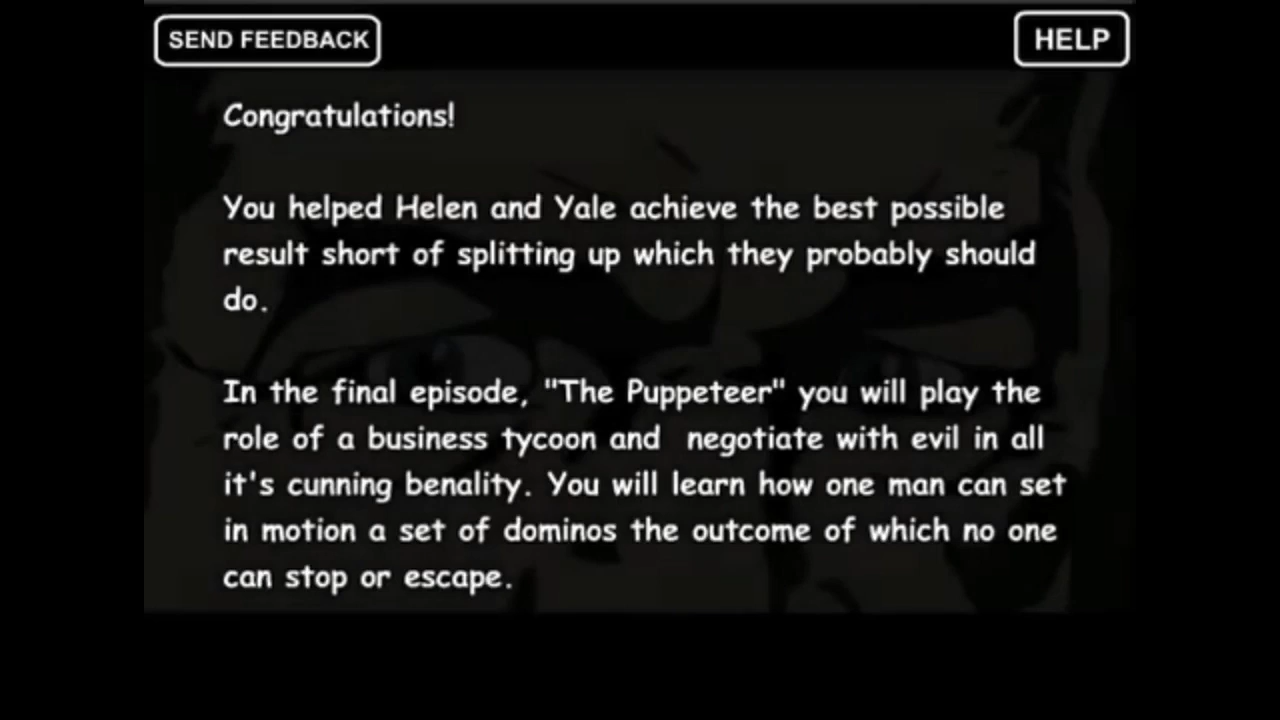 SEND FEEDBACK
HELP
Congratulations!
You helped Helen and Yale achieve the best possible
result short of splitting up which they probably should
do.
In the final episode, "The Puppeteer" you will play the
role of a business tycoon and  negotiate with evil in all
it's cunning benality. You will learn how one man can set
in motion a set of dominos the outcome of which no one
can stop or escape.